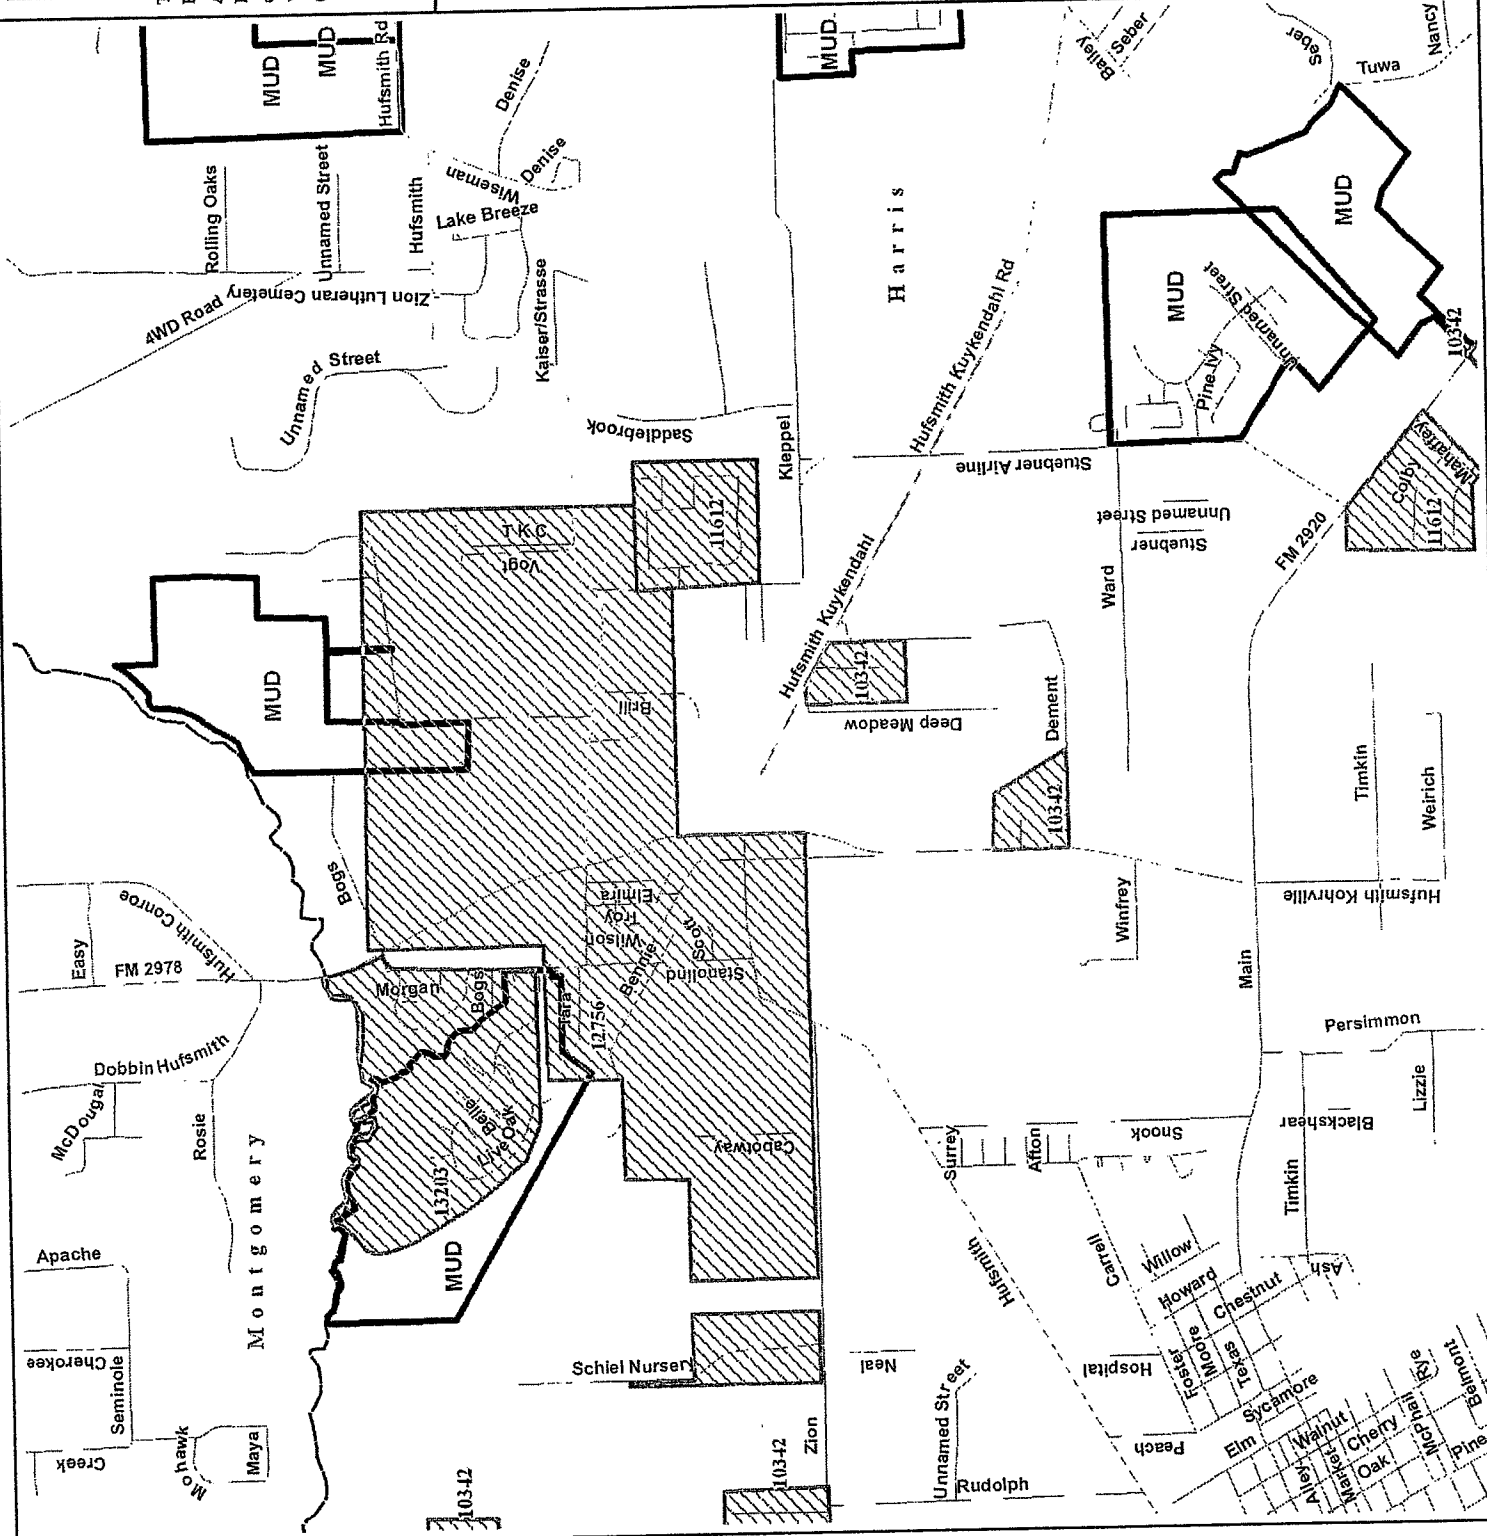 MUD
MUD
Hufsmith Rd
MUD
Denise
Denise
Wiseman
Lake Breeze
Rolling Oaks
Unnamed Street
Hufsmith
Zion Lutheran Cemetery
4WD Road
Kaiser/Strasse
Unnamed Street
Saddlebrook
Kleppel
Harris
Bailey
Seber
Seber
Tuwa
Nancy
MUD
MUD
Unnamed Street
Unnamed
Pine Ivy
10342
Hufsmith Kuykendahl Rd
Stuebner Airline
Unnamed Street
Stuebner
Ward
FM 2920
Colby
Mahaffey
11612
11612
T K C
Vogt
Hufsmith Kuykendahl
10342
Deep Meadow
Dement
10342
Brill
MUD
Bogs
Timkin
Weirich
Hufsmith Kohrville
Winfrey
Main
Elmira
Troy
Wilson
Bennie
Scott
Stanolind
Hufsmith Conroe
Easy
FM 2978
Morgan
Bogs
Tara
12756
Dobbin Hufsmith
McDougal
Rosie
Montgomery
Belle
Live Oak
13203
MUD
Cabotway
Persimmon
Lizzie
Blackshear
Snook
Surrey
Afton
Timkin
Carrell
Willow
Howard
Chestnut
Ash
Hufsmith
Foster
Moore
Texas
Hospital
Sycamore
Peach
Elm
Walnut
Cherry
McPhail
Rye
Belmont
Alley
Market
Oak
Pine
Apache
Cherokee
Seminole
Creek
Mohawk
Maya
Schiel Nursery
Neal
Unnamed Street
Rudolph
Zion
10342
10342